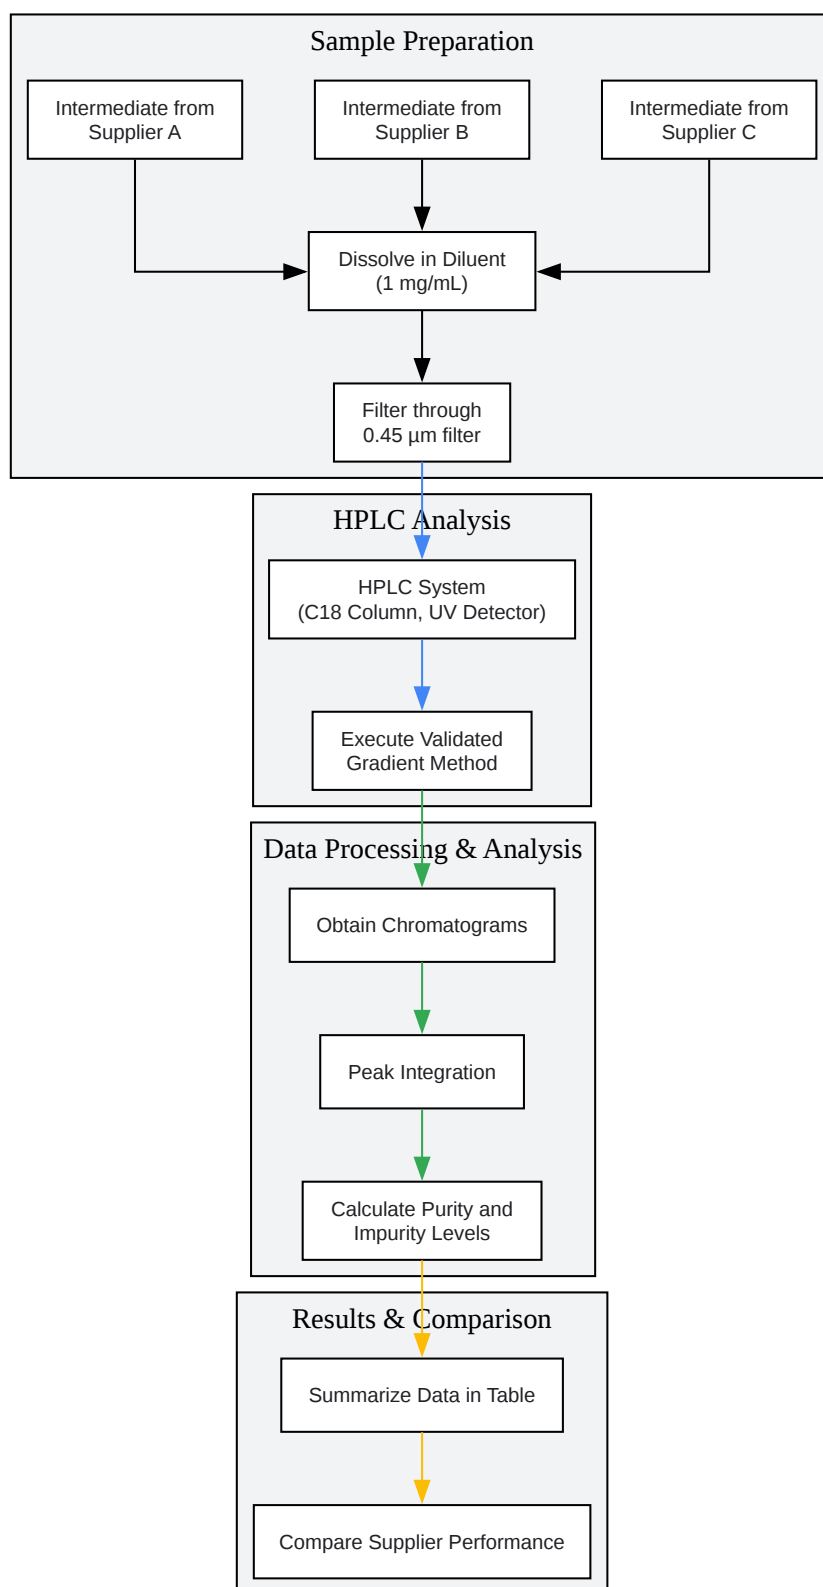 Sample Preparation
Intermediate from
Supplier A
Intermediate from
Supplier B
Intermediate from
Supplier C
Dissolve in Diluent
(1 mg/mL)
Filter through
0.45 µm filter
HPLC Analysis
HPLC System
(C18 Column, UV Detector)
Execute Validated
Gradient Method
Data Processing & Analysis
Obtain Chromatograms
Peak Integration
Calculate Purity and
Impurity Levels
Results & Comparison
Summarize Data in Table
Compare Supplier Performance